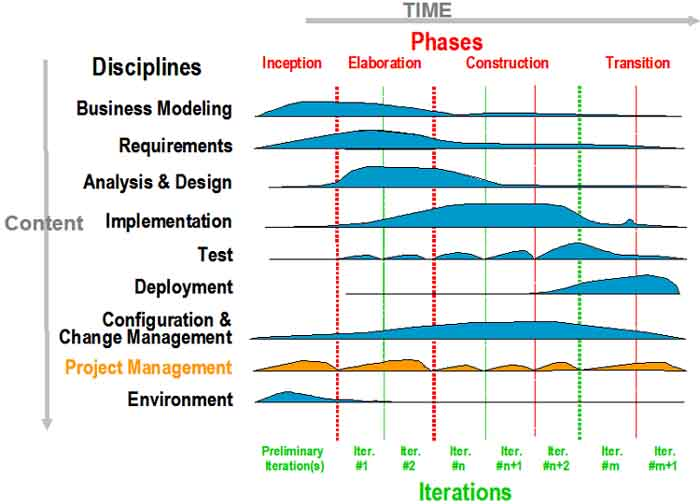 TIME
Phases
Disciplines
Inception
Elaboration
Construction
Transition
Business Modeling
Requirements
Analysis & Design
Implementation
Content
Test
Deployment
Configuration &
Change Management
Project Management
Environment
Preliminary
Iteration(s)
Iter.
#1
Iter.
#2
Iter.
#n
Iter.
#n+1
Iter.
#n+2
Iter.
#m
Iter.
#m+1
Iterations